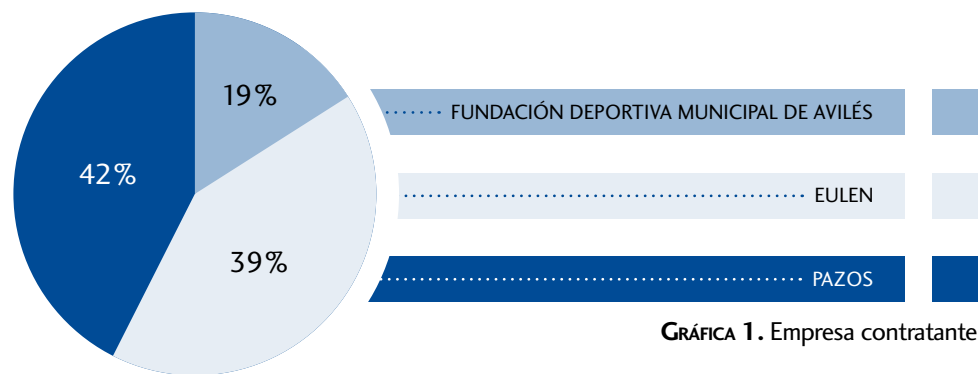 19%
FUNDACIÓN DEPORTIVA MUNICIPAL DE AVILÉS
42%
EULEN
39%
PAZOS
GRÁFICA 1. Empresa contratante